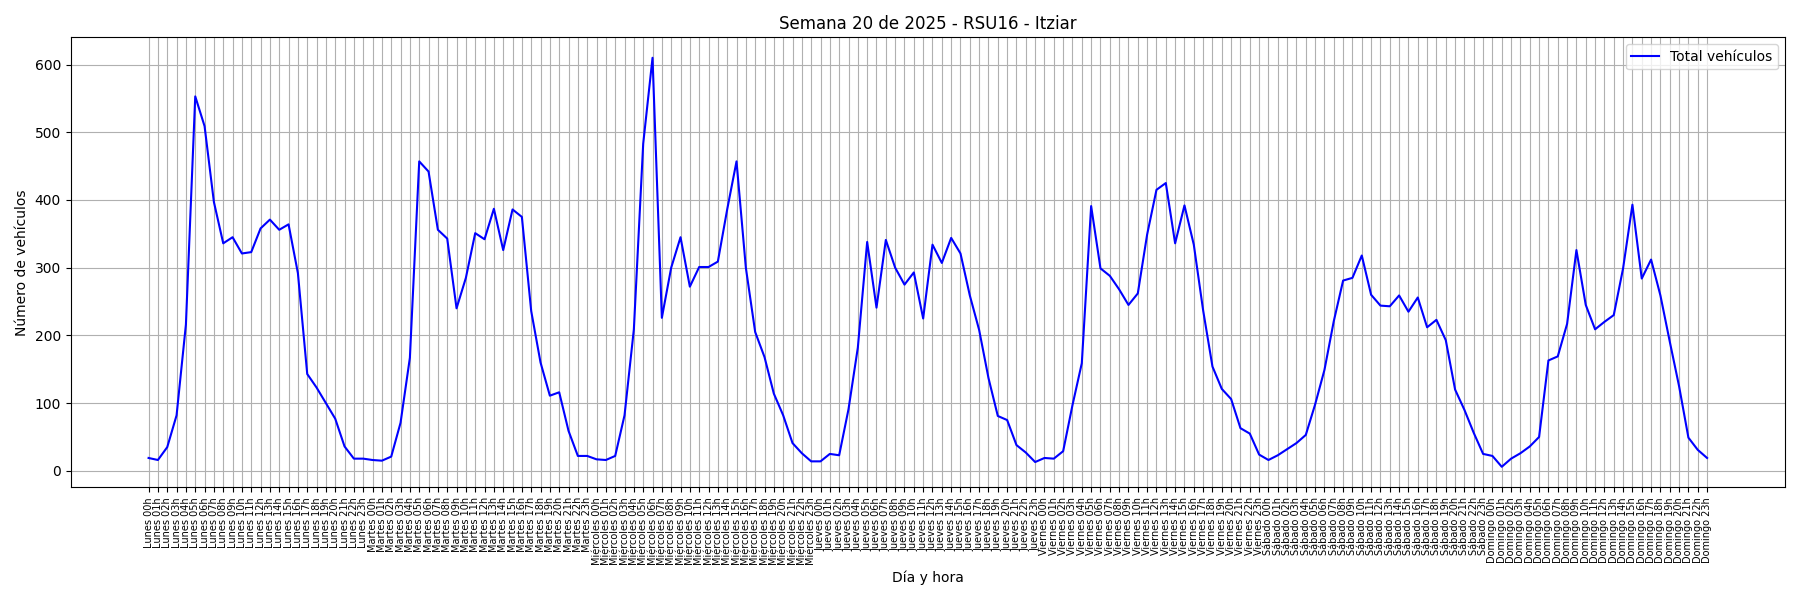 Semana 20 de 2025 - RSU16 - Itziar
Total vehículos
Número de vehículos
600
500
400
300
200
100
0
Lunes 00h
Lunes 01h
Lunes 02h
Lunes 03h
Lunes 04h
Lunes 05h
Lunes 06h
Lunes 07h
Lunes 08h
Lunes 09h
Lunes 10h
Lunes 11h
Lunes 12h
Lunes 13h
Lunes 14h
Lunes 15h
Lunes 16h
Lunes 17h
Lunes 18h
Lunes 19h
Lunes 20h
Lunes 21h
Lunes 22h
Lunes 23h
Martes 00h
Martes 01h
Martes 02h
Martes 03h
Martes 04h
Martes 05h
Martes 06h
Martes 07h
Martes 08h
Martes 09h
Martes 10h
Martes 11h
Martes 12h
Martes 13h
Martes 14h
Martes 15h
Martes 16h
Martes 17h
Martes 18h
Martes 19h
Martes 20h
Martes 21h
Martes 22h
Martes 23h
Miércoles 00h
Miércoles 01h
Miércoles 02h
Miércoles 03h
Miércoles 04h
Miércoles 05h
Miércoles 06h
Miércoles 07h
Miércoles 08h
Miércoles 09h
Miércoles 10h
Miércoles 11h
Miércoles 12h
Miércoles 13h
Miércoles 14h
Miércoles 15h
Miércoles 16h
Miércoles 17h
Miércoles 18h
Miércoles 19h
Miércoles 20h
Miércoles 21h
Miércoles 22h
Miércoles 23h
Jueves 00h
Jueves 01h
Jueves 02h
Jueves 03h
Jueves 04h
Jueves 05h
Jueves 06h
Jueves 07h
Jueves 08h
Jueves 09h
Jueves 10h
Jueves 11h
Jueves 12h
Jueves 13h
Jueves 14h
Jueves 15h
Jueves 16h
Jueves 17h
Jueves 18h
Jueves 19h
Jueves 20h
Jueves 21h
Jueves 22h
Jueves 23h
Viernes 00h
Viernes 01h
Viernes 02h
Viernes 03h
Viernes 04h
Viernes 05h
Viernes 06h
Viernes 07h
Viernes 08h
Viernes 09h
Viernes 10h
Viernes 11h
Viernes 12h
Viernes 13h
Viernes 14h
Viernes 15h
Viernes 16h
Viernes 17h
Viernes 18h
Viernes 19h
Viernes 20h
Viernes 21h
Viernes 22h
Viernes 23h
Sábado 00h
Sábado 01h
Sábado 02h
Sábado 03h
Sábado 04h
Sábado 05h
Sábado 06h
Sábado 07h
Sábado 08h
Sábado 09h
Sábado 10h
Sábado 11h
Sábado 12h
Sábado 13h
Sábado 14h
Sábado 15h
Sábado 16h
Sábado 17h
Sábado 18h
Sábado 19h
Sábado 20h
Sábado 21h
Sábado 22h
Sábado 23h
Domingo 00h
Domingo 01h
Domingo 02h
Domingo 03h
Domingo 04h
Domingo 05h
Domingo 06h
Domingo 07h
Domingo 08h
Domingo 09h
Domingo 10h
Domingo 11h
Domingo 12h
Domingo 13h
Domingo 14h
Domingo 15h
Domingo 16h
Domingo 17h
Domingo 18h
Domingo 19h
Domingo 20h
Domingo 21h
Domingo 22h
Domingo 23h
Día y hora